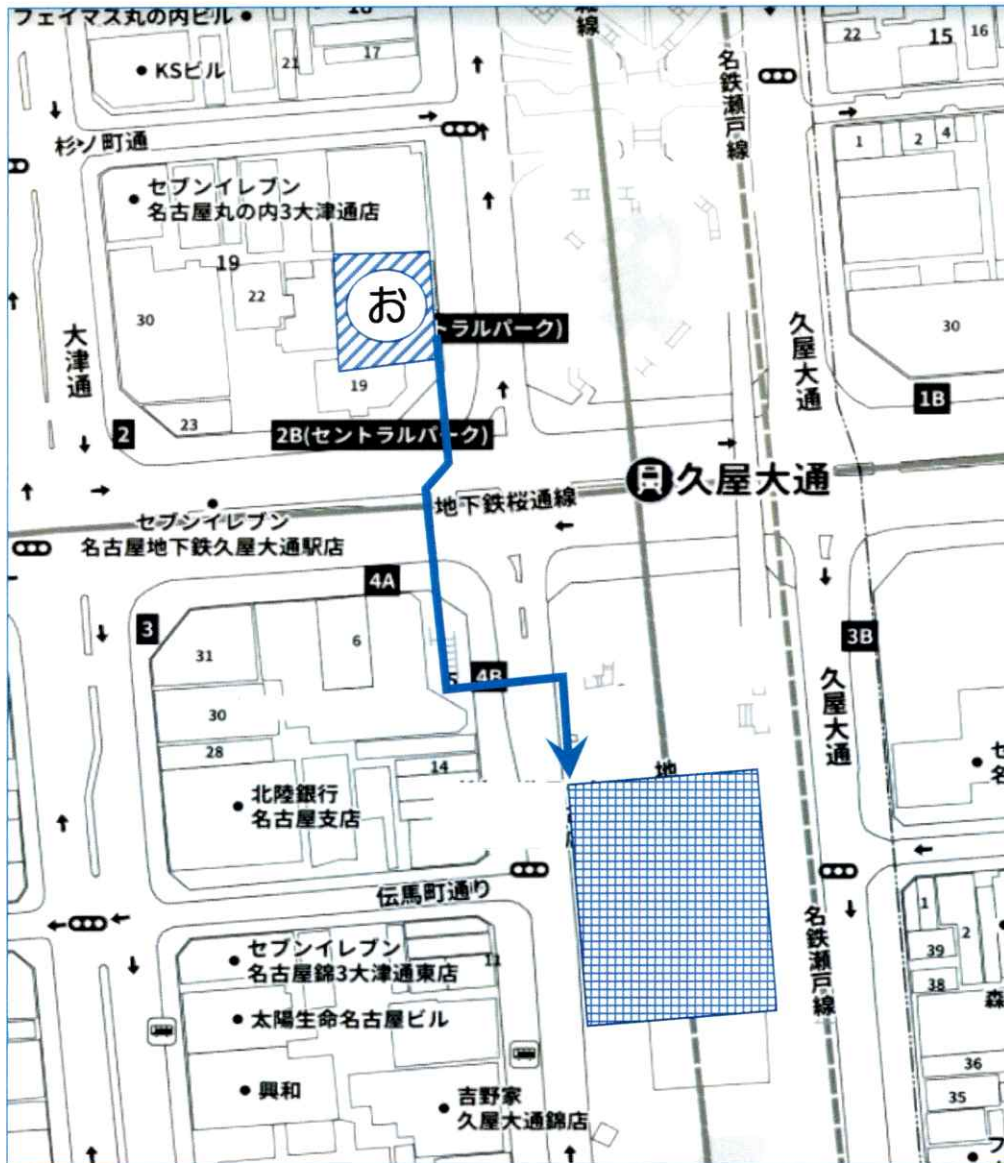 フェイマス丸の内ビル
KSビル
21
17
22
15
16
名鉄瀬戸線
杉ノ町通
セブンイレブン
名古屋丸の内3大津通店
1
2
4
19
22
30
お
トラルパーク)
19
23
大津通
2
2B(セントラルパーク)
久屋大通
30
1B
久屋大通
地下鉄桜通線
セブンイレブン
名古屋地下鉄久屋大通駅店
4A
3
31
6
4B
3B
久屋大通
30
28
14
地
北陸銀行
名古屋支店
伝馬町通り
名鉄瀬戸線
1
2
39
38
セブンイレブン
名古屋錦3大津通東店
11
太陽生命名古屋ビル
興和
吉野家
久屋大通錦店
森
36
35